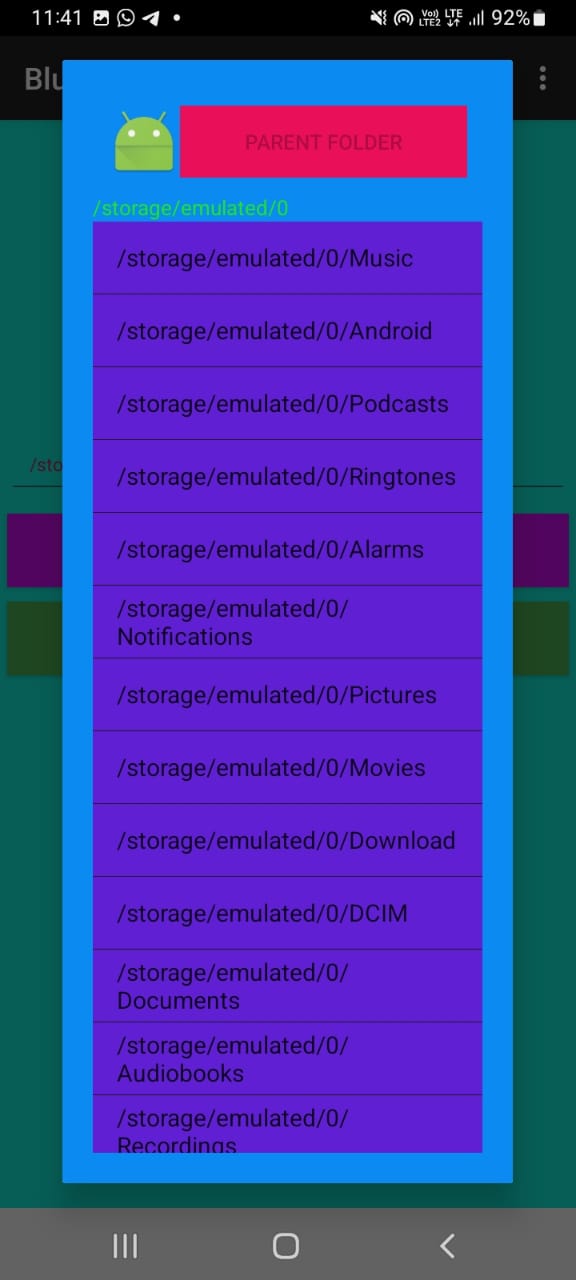 11:41
Vo) LTE
LTE2
92%
Blu
PARENT FOLDER
/storage/emulated/0
/storage/emulated/0/Music
/storage/emulated/0/Android
/storage/emulated/0/Podcasts
/storage/emulated/0/Ringtones
/sto
/storage/emulated/0/Alarms
/storage/emulated/0/
Notifications
/storage/emulated/0/Pictures
/storage/emulated/0/Movies
/storage/emulated/0/Download
/storage/emulated/0/DCIM
/storage/emulated/0/
Documents
/storage/emulated/0/
Audiobooks
/storage/emulated/0/
Recordings